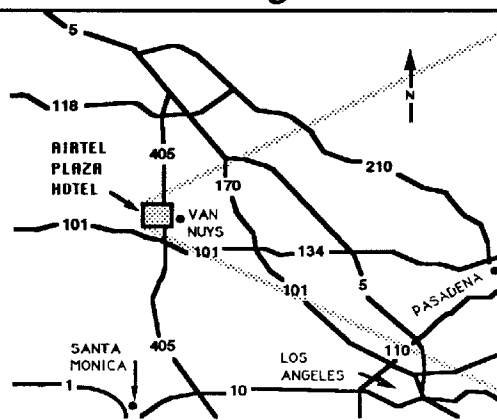 5
118
N
AIRTEL
PLAZA
HOTEL
405
210
170
VAN
NUYS
101
101
134
101
5
PASADENA
405
SANTA
MONICA
LOS
ANGELES
110
1
10